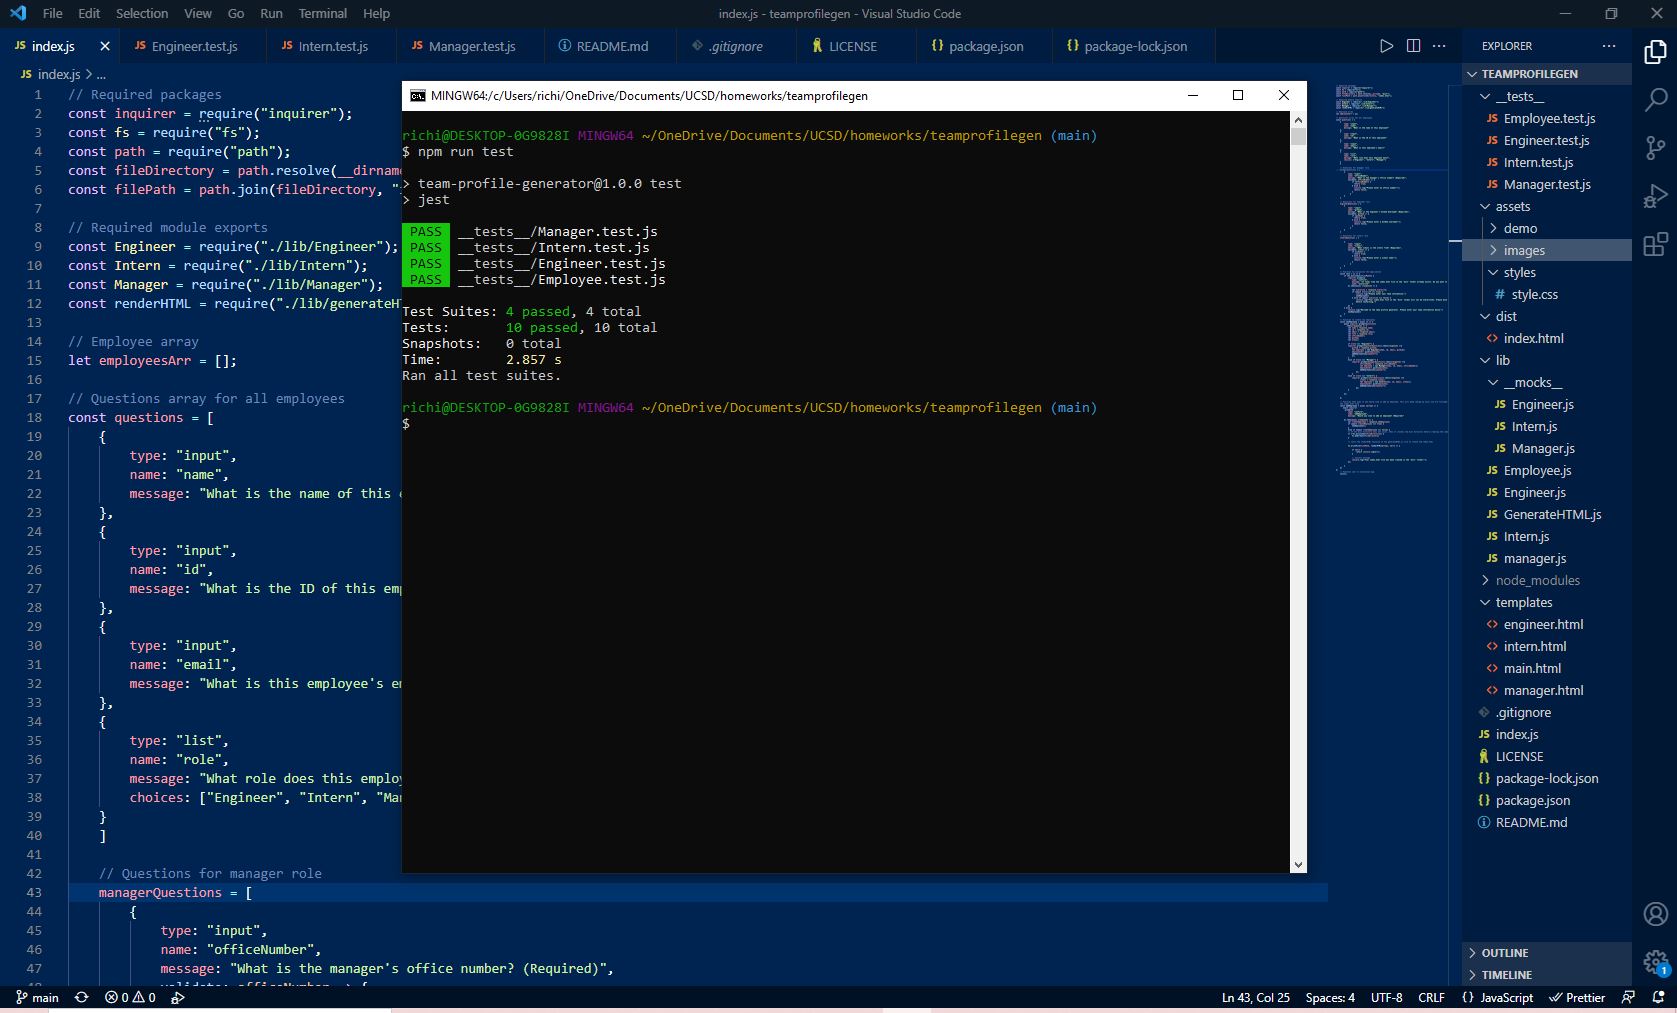 File Edit Selection View Go Run Terminal Help
index.js - teamprofilegen - Visual Studio Code
JS index.js
JS Engineer.test.js
JS Intern.test.js
JS Manager.test.js
README.md
.gitignore
LICENSE
{} package.json
{} package-lock.json
JS index.js > ...
1 // Required packages
2 const inquirer = require("inquirer");
3 const fs = require("fs");
4 const path = require("path");
5 const fileDirectory = path.resolve(__dirnam
6 const filePath = path.join(fileDirectory, "
7
8 // Required module exports
9 const Engineer = require("./lib/Engineer");
10 const Intern = require("./lib/Intern");
11 const Manager = require("./lib/Manager");
12 const renderHTML = require("./lib/generateH
13
14 // Employee array
15 let employeesArr = [];
16
17 // Questions array for all employees
18 const questions = [
19 {
20 type: "input",
21 name: "name",
22 message: "What is the name of this
23 },
24 {
25 type: "input",
26 name: "id",
27 message: "What is the ID of this em
28 },
29 {
30 type: "input",
31 name: "email",
32 message: "What is this employee's e
33 },
34 {
35 type: "list",
36 name: "role",
37 message: "What role does this employ
38 choices: ["Engineer", "Intern", "Ma
39 }
40 ]
41
42 // Questions for manager role
43 managerQuestions = [
44 {
45 type: "input",
46 name: "officeNumber",
47 message: "What is the manager's office number? (Required)",
MINGW64:/c/Users/richi/OneDrive/Documents/UCSD/homeworks/teamprofilegen
richi@DESKTOP-0G9828I MINGW64 ~/OneDrive/Documents/UCSD/homeworks/teamprofilegen (main)
$ npm run test
> team-profile-generator@1.0.0 test
> jest
PASS __tests__/Manager.test.js
PASS __tests__/Intern.test.js
PASS __tests__/Engineer.test.js
PASS __tests__/Employee.test.js
Test Suites: 4 passed, 4 total
Tests: 10 passed, 10 total
Snapshots: 0 total
Time: 2.857 s
Ran all test suites.
richi@DESKTOP-0G9828I MINGW64 ~/OneDrive/Documents/UCSD/homeworks/teamprofilegen (main)
$
EXPLORER
TEAMPROFILEGEN
__tests__
JS Employee.test.js
JS Engineer.test.js
JS Intern.test.js
JS Manager.test.js
assets
demo
images
styles
# style.css
dist
<> index.html
lib
__mocks__
JS Engineer.js
JS Intern.js
JS Manager.js
JS Employee.js
JS Engineer.js
JS GenerateHTML.js
JS Intern.js
JS manager.js
node_modules
templates
<> engineer.html
<> intern.html
<> main.html
<> manager.html
.gitignore
JS index.js
LICENSE
{} package-lock.json
{} package.json
README.md
OUTLINE
TIMELINE
1
main 0 0
Ln 43, Col 25 Spaces: 4 UTF-8 CRLF {} JavaScript Prettier